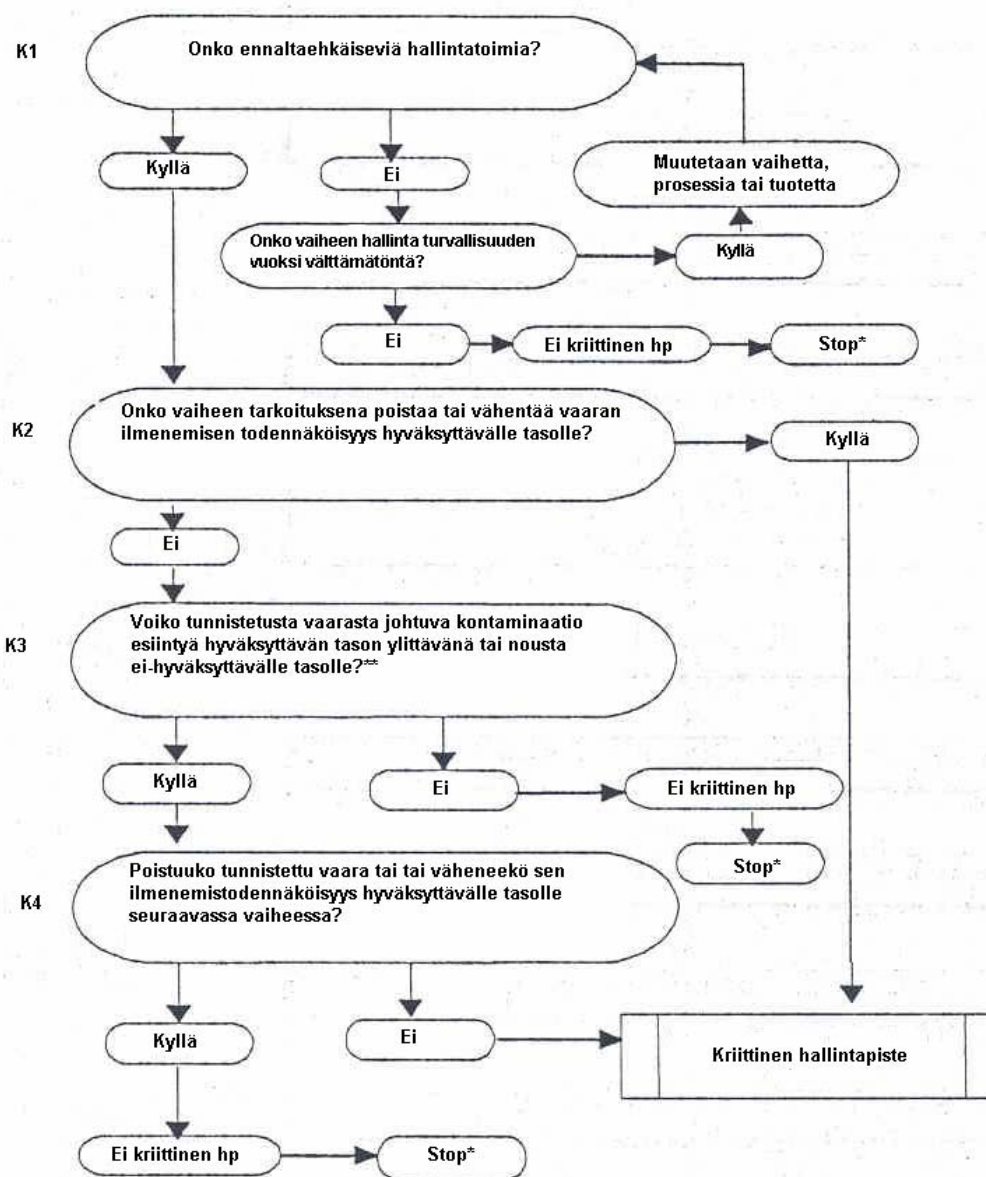 K1
Onko ennaltaehkäiseviä hallintatoimia?
Kyllä
Ei
Muutetaan vaihetta,
prosessia tai tuotetta
Onko vaiheen hallinta turvallisuuden
vuoksi välttämätöntä?
Kyllä
Ei
Ei kriittinen hp
Stop*
K2
Onko vaiheen tarkoituksena poistaa tai vähentää vaaran
ilmenemisen todennäköisyys hyväksyttävälle tasolle?
Kyllä
Ei
K3
Voiko tunnistetusta vaarasta johtuva kontaminaatio
esiintyä hyväksyttävän tason ylittävänä tai nousta
ei-hyväksyttävälle tasolle?**
Kyllä
Ei
Ei kriittinen hp
Stop*
K4
Poistuuko tunnistettu vaara tai tai väheneekö sen
ilmenemistodennäköisyys hyväksyttävälle tasolle
seuraavassa vaiheessa?
Kyllä
Ei
Kriittinen hallintapiste
Ei kriittinen hp
Stop*